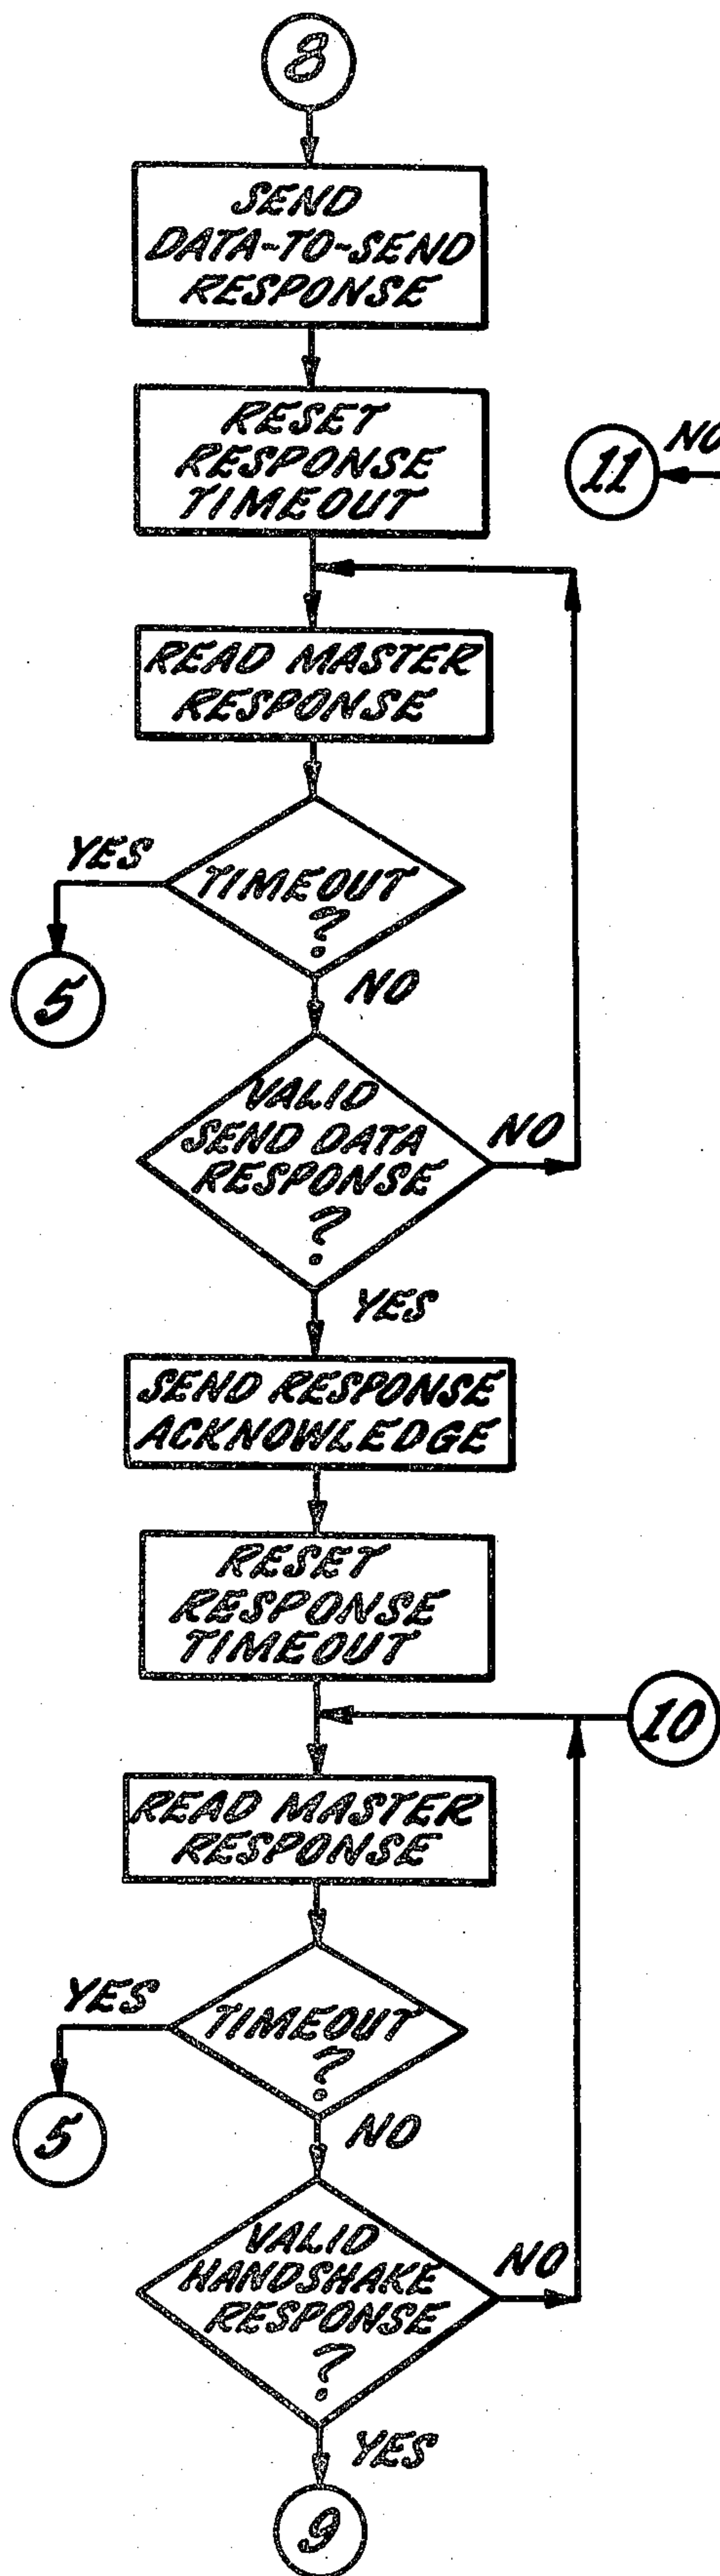 8
SEND
DATA-TO-SEND
RESPONSE
RESET
RESPONSE
TIMEOUT
11
NO
READ MASTER
RESPONSE
YES
TIMEOUT
?
5
NO
VALID
SEND DATA
RESPONSE
?
NO
YES
SEND RESPONSE
ACKNOWLEDGE
RESET
RESPONSE
TIMEOUT
10
READ MASTER
RESPONSE
YES
TIMEOUT
?
5
NO
VALID
HANDSHAKE
RESPONSE
?
NO
YES
9